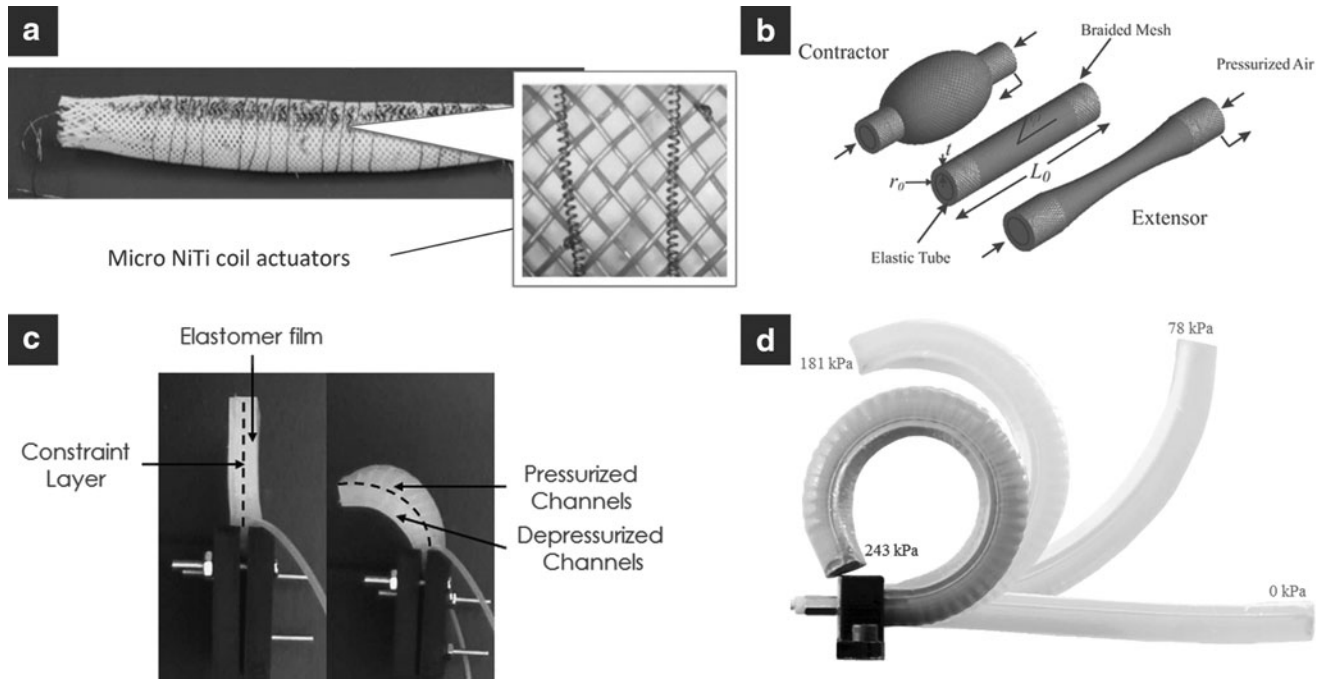 a
Micro NiTi coil actuators
b
Contractor
Braided Mesh
Pressurized Air
t
r₀
L₀
Elastic Tube
Extensor
c
Elastomer film
Constraint
Layer
Pressurized
Channels
Depressurized
Channels
d
181 kPa
78 kPa
243 kPa
0 kPa